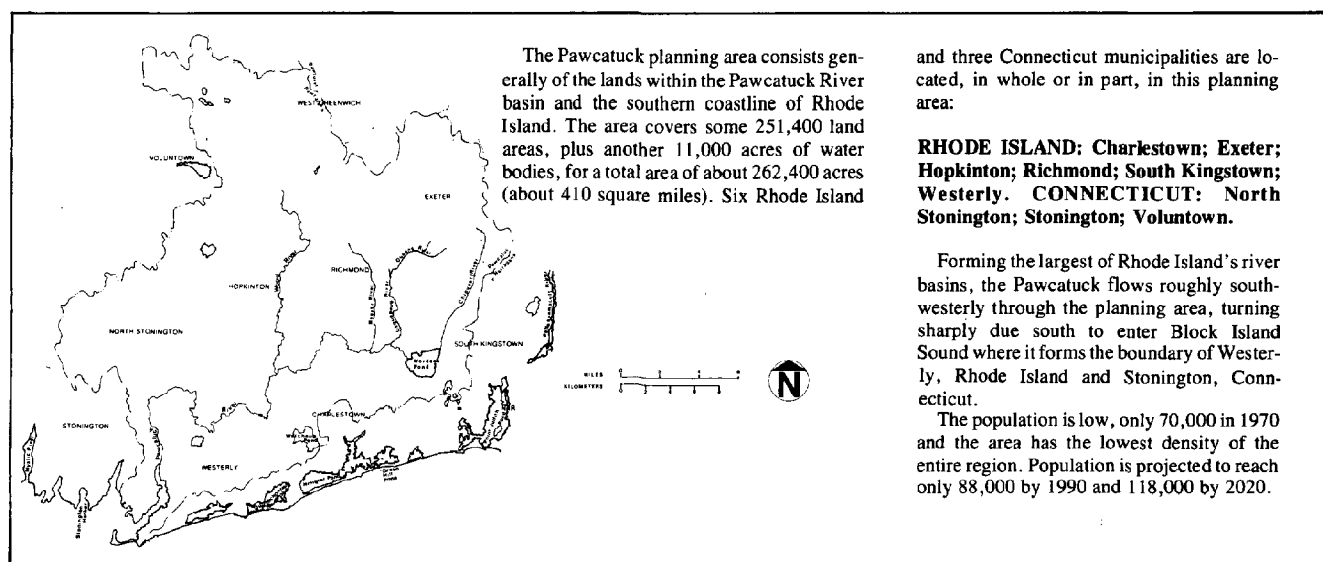 The Pawcatuck planning area consists gen-
erally of the lands within the Pawcatuck River
basin and the southern coastline of Rhode
Island. The area covers some 251,400 land
areas, plus another 11,000 acres of water
bodies, for a total area of about 262,400 acres
(about 410 square miles). Six Rhode Island
and three Connecticut municipalities are lo-
cated, in whole or in part, in this planning
area:
RHODE ISLAND: Charlestown; Exeter;
Hopkinton; Richmond; South Kingstown;
Westerly. CONNECTICUT: North
Stonington; Stonington; Voluntown.
Forming the largest of Rhode Island's river
basins, the Pawcatuck flows roughly south-
westerly through the planning area, turning
sharply due south to enter Block Island
Sound where it forms the boundary of Wester-
ly, Rhode Island and Stonington, Conn-
ecticut.
The population is low, only 70,000 in 1970
and the area has the lowest density of the
entire region. Population is projected to reach
only 88,000 by 1990 and 118,000 by 2020.
WEST GREENWICH
VOLUNTOWN
EXETER
RICHMOND
HOPKINTON
NORTH STONINGTON
SOUTH KINGSTOWN
Worden
Pond
MILES
KILOMETERS
N
River
CHARLESTOWN
STONINGTON
WESTERLY
Stonington
Harbor